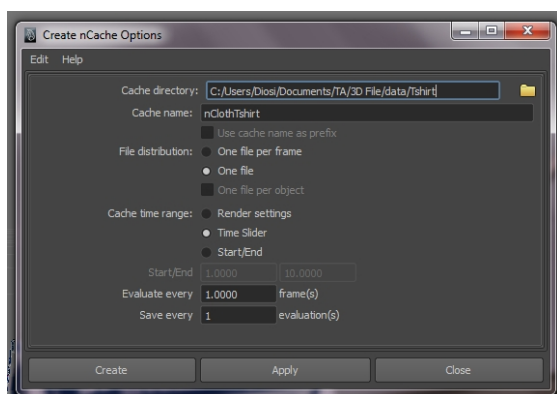 Create nCache Options
Edit Help
Cache directory: C:/Users/Diosi/Documents/TA/3D File/data/Tshirt
Cache name: nClothTshirt
Use cache name as prefix
File distribution: One file per frame
One file
One file per object
Cache time range: Render settings
Time Slider
Start/End
Start/End 1.0000 10.0000
Evaluate every 1.0000 frame(s)
Save every 1 evaluation(s)
Create Apply Close